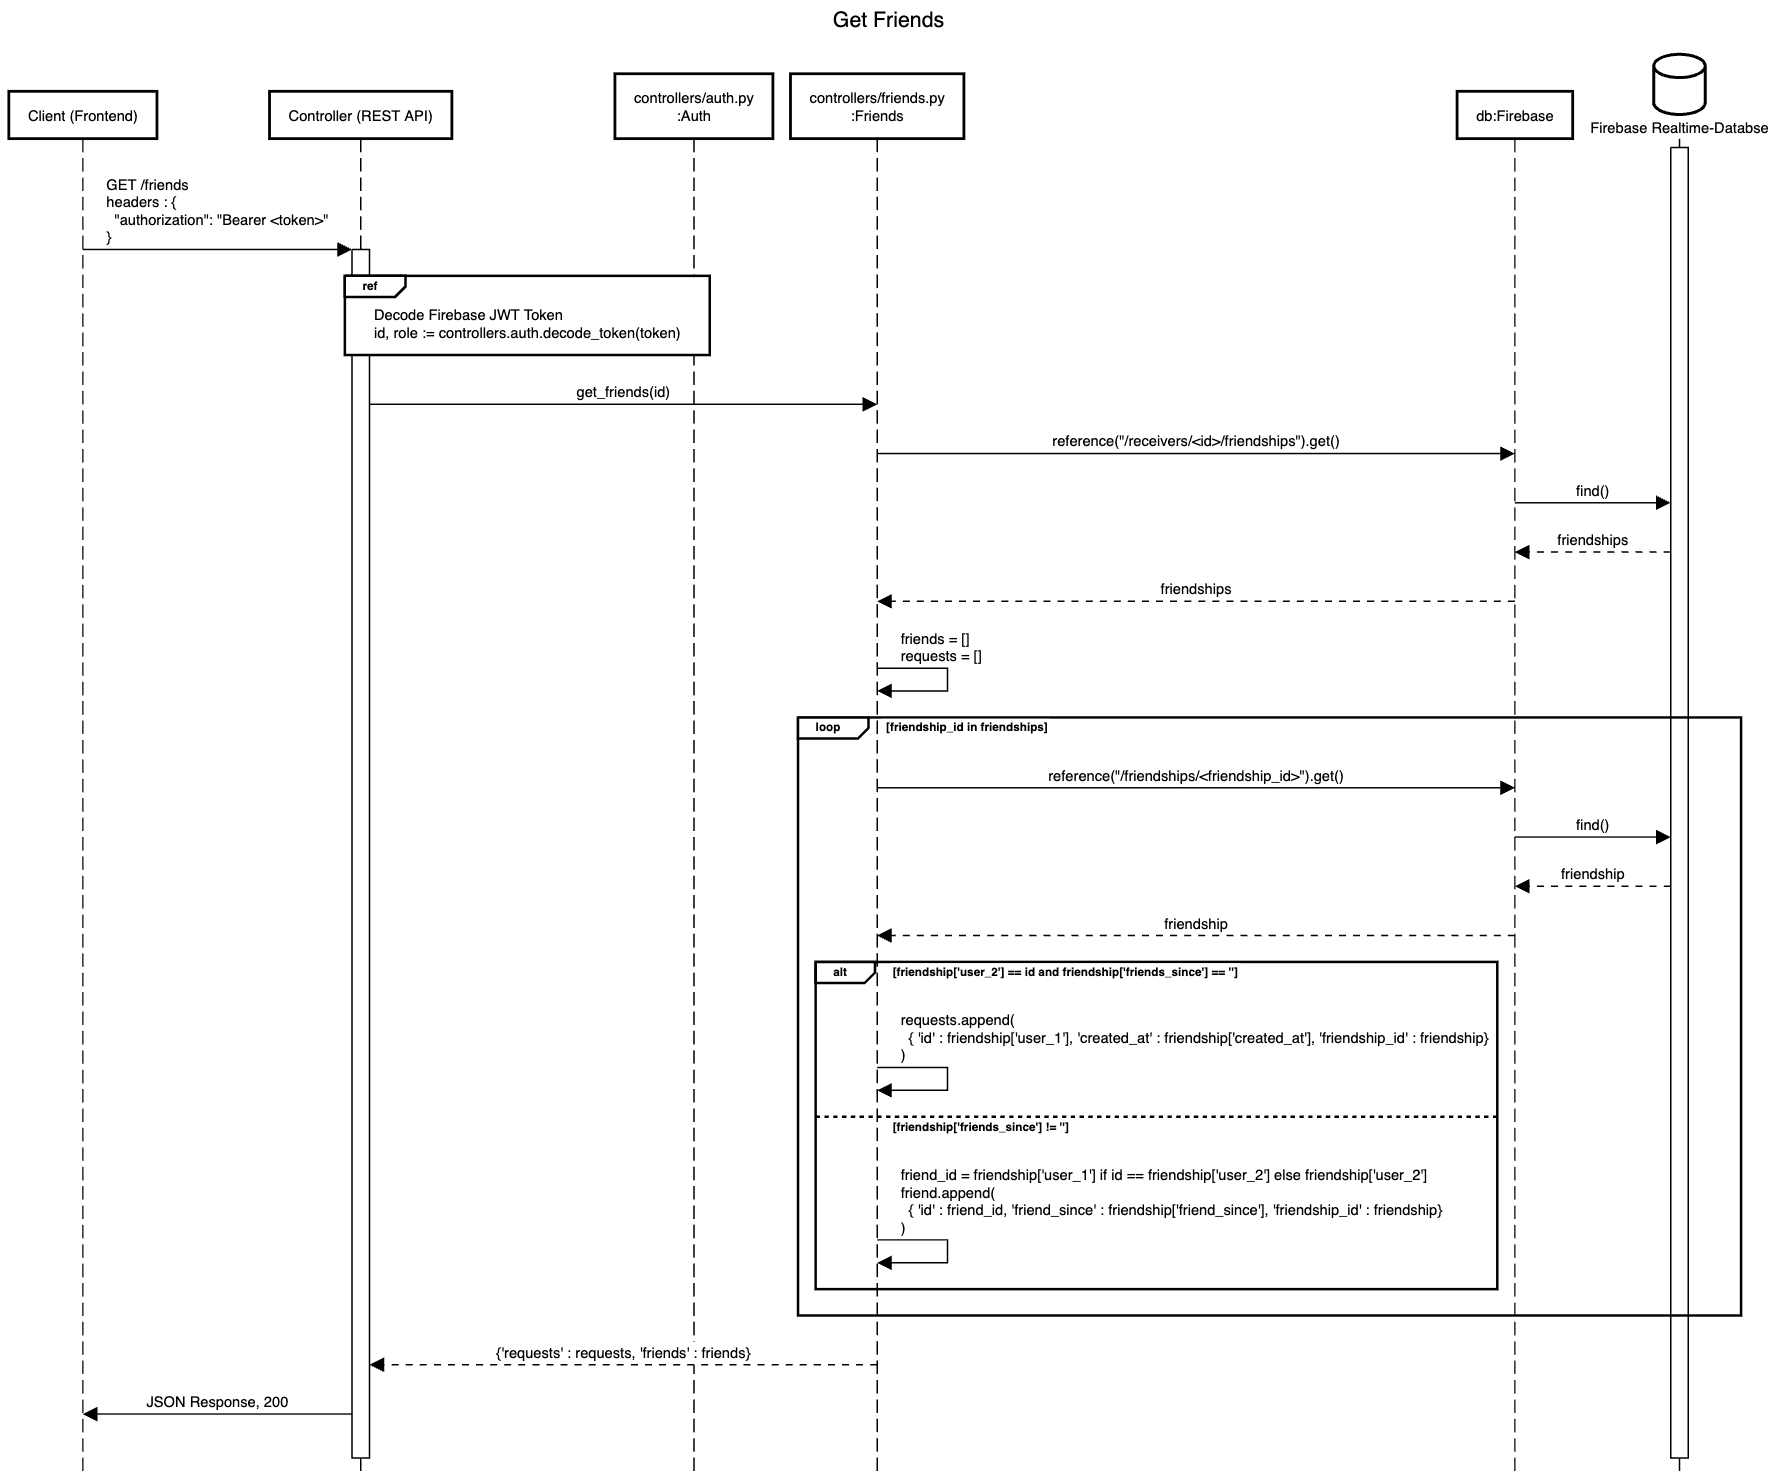 Get Friends
Client (Frontend)
Controller (REST API)
controllers/auth.py
:Auth
controllers/friends.py
:Friends
db:Firebase
Firebase Realtime-Databse
GET /friends
headers : {
"authorization": "Bearer <token>"
}
ref
Decode Firebase JWT Token
id, role := controllers.auth.decode_token(token)
get_friends(id)
reference("/receivers/<id>/friendships").get()
find()
friendships
friendships
friends = []
requests = []
loop
[friendship_id in friendships]
reference("/friendships/<friendship_id>").get()
find()
friendship
friendship
alt
[friendship['user_2'] == id and friendship['friends_since'] == '']
requests.append(
{ 'id' : friendship['user_1'], 'created_at' : friendship['created_at'], 'friendship_id' : friendship}
)
[friendship['friends_since'] != '']
friend_id = friendship['user_1'] if id == friendship['user_2'] else friendship['user_2']
friend.append(
{ 'id' : friend_id, 'friend_since' : friendship['friend_since'], 'friendship_id' : friendship}
)
{'requests' : requests, 'friends' : friends}
JSON Response, 200